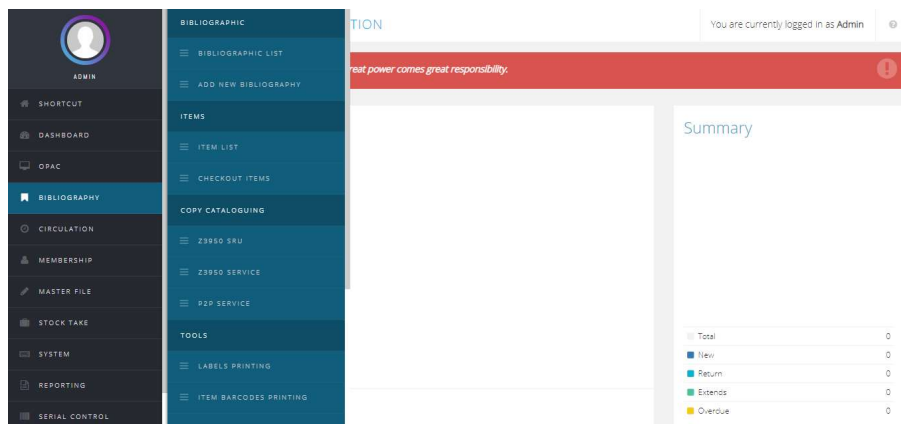 ADMIN
SHORTCUT
DASHBOARD
OPAC
BIBLIOGRAPHY
CIRCULATION
MEMBERSHIP
MASTER FILE
STOCK TAKE
SYSTEM
REPORTING
SERIAL CONTROL
BIBLIOGRAPHIC
BIBLIOGRAPHIC LIST
ADD NEW BIBLIOGRAPHY
ITEMS
ITEM LIST
CHECKOUT ITEMS
COPY CATALOGUING
Z3950 SRU
Z3950 SERVICE
P2P SERVICE
TOOLS
LABELS PRINTING
ITEM BARCODES PRINTING
TION
You are currently logged in as Admin
reat power comes great responsibility.
Summary
Total 0
New 0
Return 0
Extends 0
Overdue 0